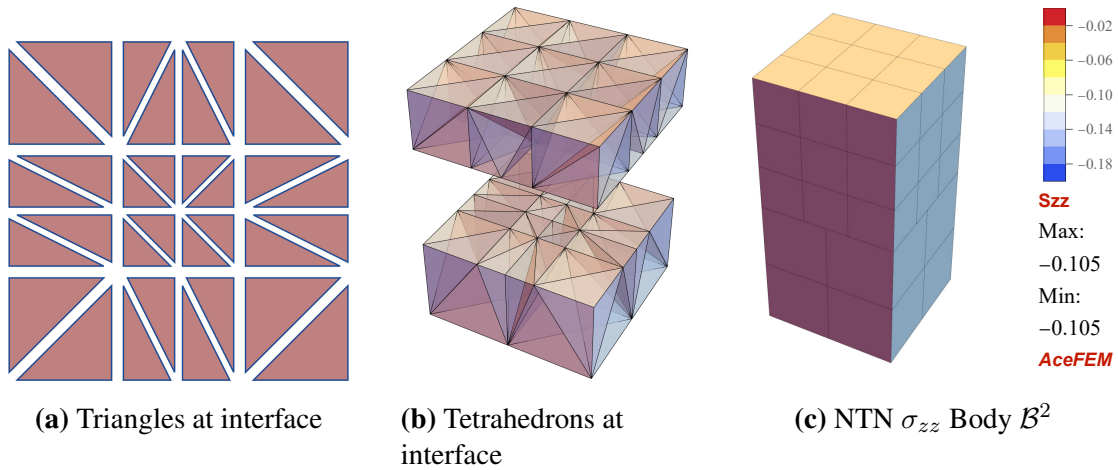 −0.02
−0.06
−0.10
−0.14
−0.18
Szz
Max:
−0.105
Min:
−0.105
AceFEM
(a) Triangles at interface
(b) Tetrahedrons at
interface
(c) NTN σzz Body B²